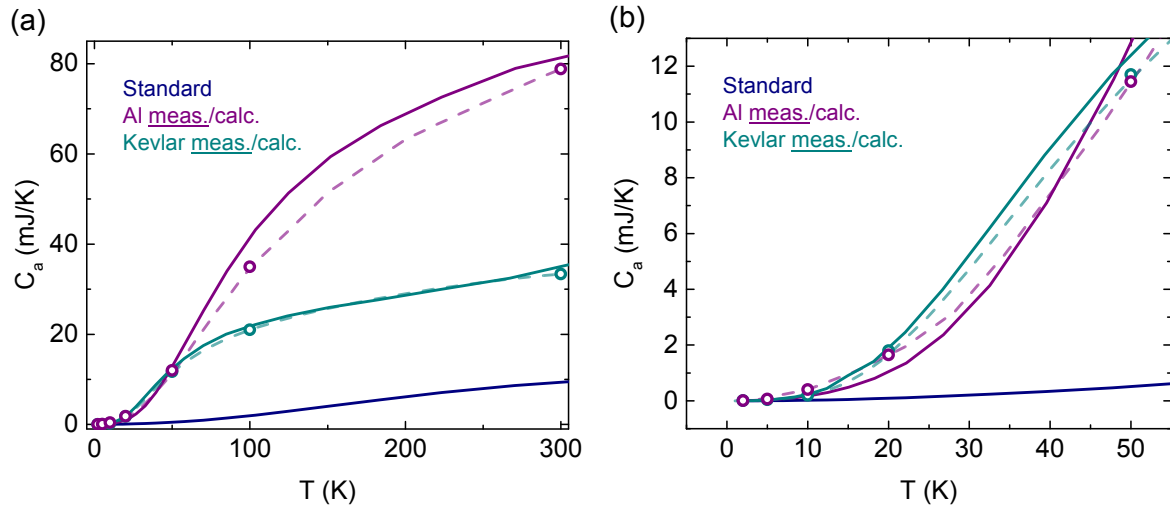 (a)
80
60
40
20
0
C_a (mJ/K)
Standard
Al meas./calc.
Kevlar meas./calc.
0
100
200
300
T (K)
(b)
12
10
8
6
4
2
0
C_a (mJ/K)
Standard
Al meas./calc.
Kevlar meas./calc.
0
10
20
30
40
50
T (K)